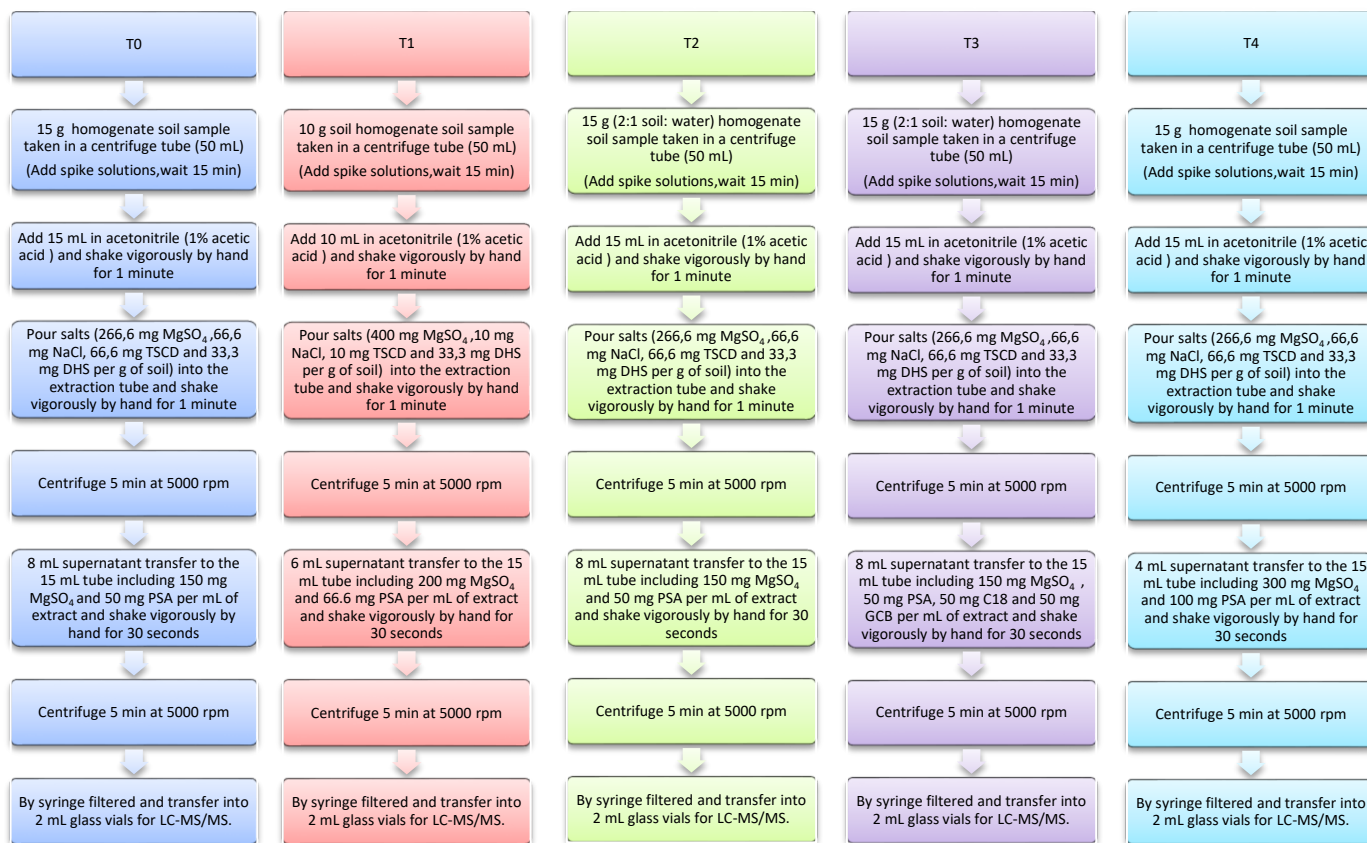 T0
15 g homogenate soil sample
taken in a centrifuge tube (50 mL)
(Add spike solutions,wait 15 min)
Add 15 mL in acetonitrile (1% acetic
acid ) and shake vigorously by hand
for 1 minute
Pour salts (266,6 mg MgSO₄ ,66,6
mg NaCl, 66,6 mg TSCD and 33,3
mg DHS per g of soil) into the
extraction tube and shake
vigorously by hand for 1 minute
Centrifuge 5 min at 5000 rpm
8 mL supernatant transfer to the
15 mL tube including 150 mg
MgSO₄ and 50 mg PSA per mL of
extract and shake vigorously by
hand for 30 seconds
Centrifuge 5 min at 5000 rpm
By syringe filtered and transfer into
2 mL glass vials for LC-MS/MS.
T1
10 g soil homogenate soil sample
taken in a centrifuge tube (50 mL)
(Add spike solutions,wait 15 min)
Add 10 mL in acetonitrile (1% acetic
acid ) and shake vigorously by hand
for 1 minute
Pour salts (400 mg MgSO₄ ,10 mg
NaCl, 10 mg TSCD and 33,3 mg DHS
per g of soil) into the extraction
tube and shake vigorously by hand
for 1 minute
Centrifuge 5 min at 5000 rpm
6 mL supernatant transfer to the 15
mL tube including 200 mg MgSO₄
and 66.6 mg PSA per mL of extract
and shake vigorously by hand for
30 seconds
Centrifuge 5 min at 5000 rpm
By syringe filtered and transfer into
2 mL glass vials for LC-MS/MS.
T2
15 g (2:1 soil: water) homogenate
soil sample taken in a centrifuge
tube (50 mL)
(Add spike solutions,wait 15 min)
Add 15 mL in acetonitrile (1% acetic
acid ) and shake vigorously by hand
for 1 minute
Pour salts (266,6 mg MgSO₄ ,66,6
mg NaCl, 66,6 mg TSCD and 33,3
mg DHS per g of soil) into the
extraction tube and shake
vigorously by hand for 1 minute
Centrifuge 5 min at 5000 rpm
8 mL supernatant transfer to the 15
mL tube including 150 mg MgSO₄
and 50 mg PSA per mL of extract
and shake vigorously by hand for 30
seconds
Centrifuge 5 min at 5000 rpm
By syringe filtered and transfer into
2 mL glass vials for LC-MS/MS.
T3
15 g (2:1 soil: water) homogenate
soil sample taken in a centrifuge
tube (50 mL)
(Add spike solutions,wait 15 min)
Add 15 mL in acetonitrile (1% acetic
acid ) and shake vigorously by hand
for 1 minute
Pour salts (266,6 mg MgSO₄ ,66,6
mg NaCl, 66,6 mg TSCD and 33,3
mg DHS per g of soil) into the
extraction tube and shake
vigorously by hand for 1 minute
Centrifuge 5 min at 5000 rpm
8 mL supernatant transfer to the 15
mL tube including 150 mg MgSO₄ ,
50 mg PSA, 50 mg C18 and 50 mg
GCB per mL of extract and shake
vigorously by hand for 30 seconds
Centrifuge 5 min at 5000 rpm
By syringe filtered and transfer into
2 mL glass vials for LC-MS/MS.
T4
15 g homogenate soil sample
taken in a centrifuge tube (50 mL)
(Add spike solutions,wait 15 min)
Add 15 mL in acetonitrile (1% acetic
acid ) and shake vigorously by hand
for 1 minute
Pour salts (266,6 mg MgSO₄ ,66,6
mg NaCl, 66,6 mg TSCD and 33,3
mg DHS per g of soil) into the
extraction tube and shake
vigorously by hand for 1 minute
Centrifuge 5 min at 5000 rpm
4 mL supernatant transfer to the 15
mL tube including 300 mg MgSO₄
and 100 mg PSA per mL of extract
and shake vigorously by hand for
30 seconds
Centrifuge 5 min at 5000 rpm
By syringe filtered and transfer into
2 mL glass vials for LC-MS/MS.